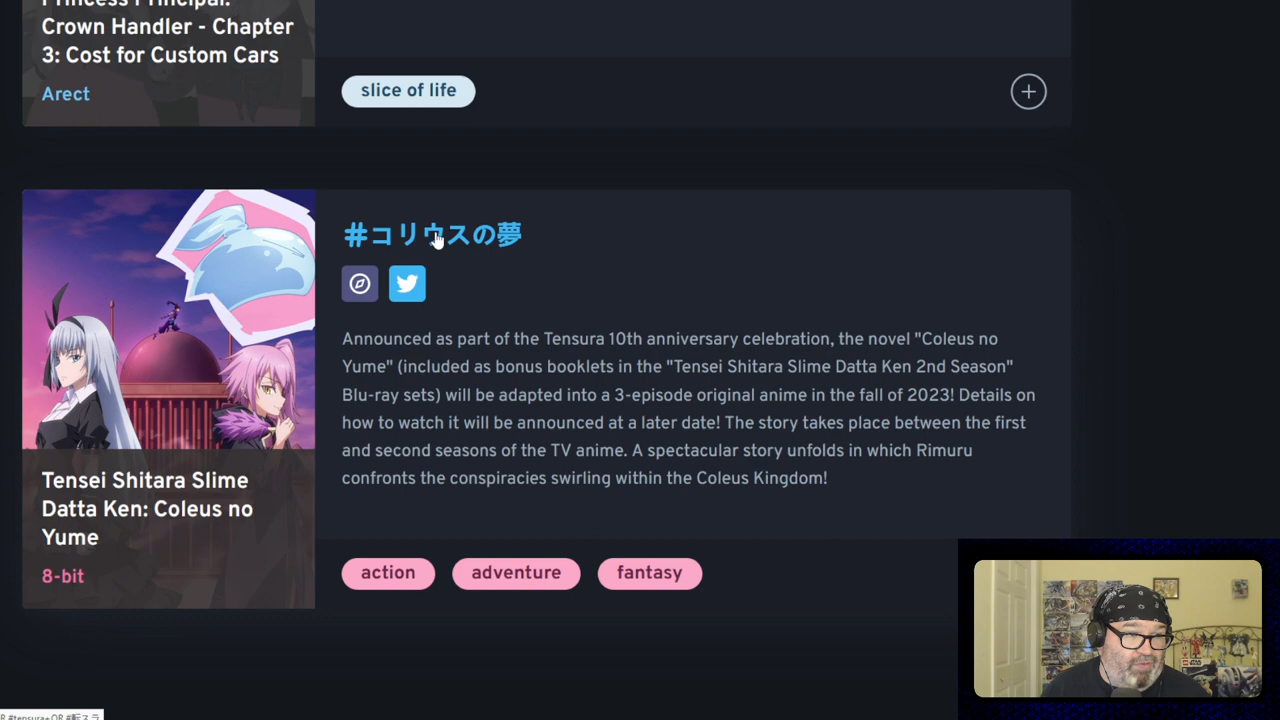 Princess Principal:
Crown Handler - Chapter
3: Cost for Custom Cars
Arect
slice of life
#コリウスの夢
Announced as part of the Tensura 10th anniversary celebration, the novel "Coleus no
Yume" (included as bonus booklets in the "Tensei Shitara Slime Datta Ken 2nd Season"
Blu-ray sets) will be adapted into a 3-episode original anime in the fall of 2023! Details on
how to watch it will be announced at a later date! The story takes place between the first
and second seasons of the TV anime. A spectacular story unfolds in which Rimuru
confronts the conspiracies swirling within the Coleus Kingdom!
Tensei Shitara Slime
Datta Ken: Coleus no
Yume
8-bit
action
adventure
fantasy
#tensura+OR #転スラ